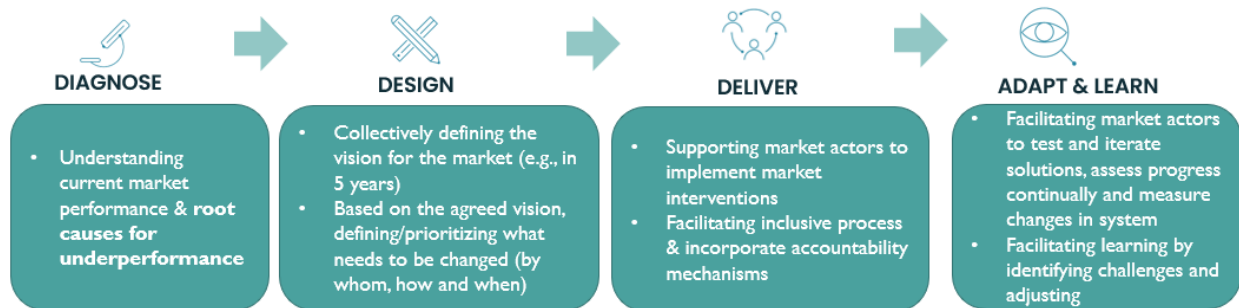 DIAGNOSE
• Understanding
current market
performance & root
causes for
underperformance
DESIGN
• Collectively defining the
vision for the market (e.g., in
5 years)
• Based on the agreed vision,
defining/prioritizing what
needs to be changed (by
whom, how and when)
DELIVER
• Supporting market actors to
implement market
interventions
• Facilitating inclusive process
& incorporate accountability
mechanisms
ADAPT & LEARN
• Facilitating market actors
to test and iterate
solutions, assess progress
continually and measure
changes in system
• Facilitating learning by
identifying challenges and
adjusting